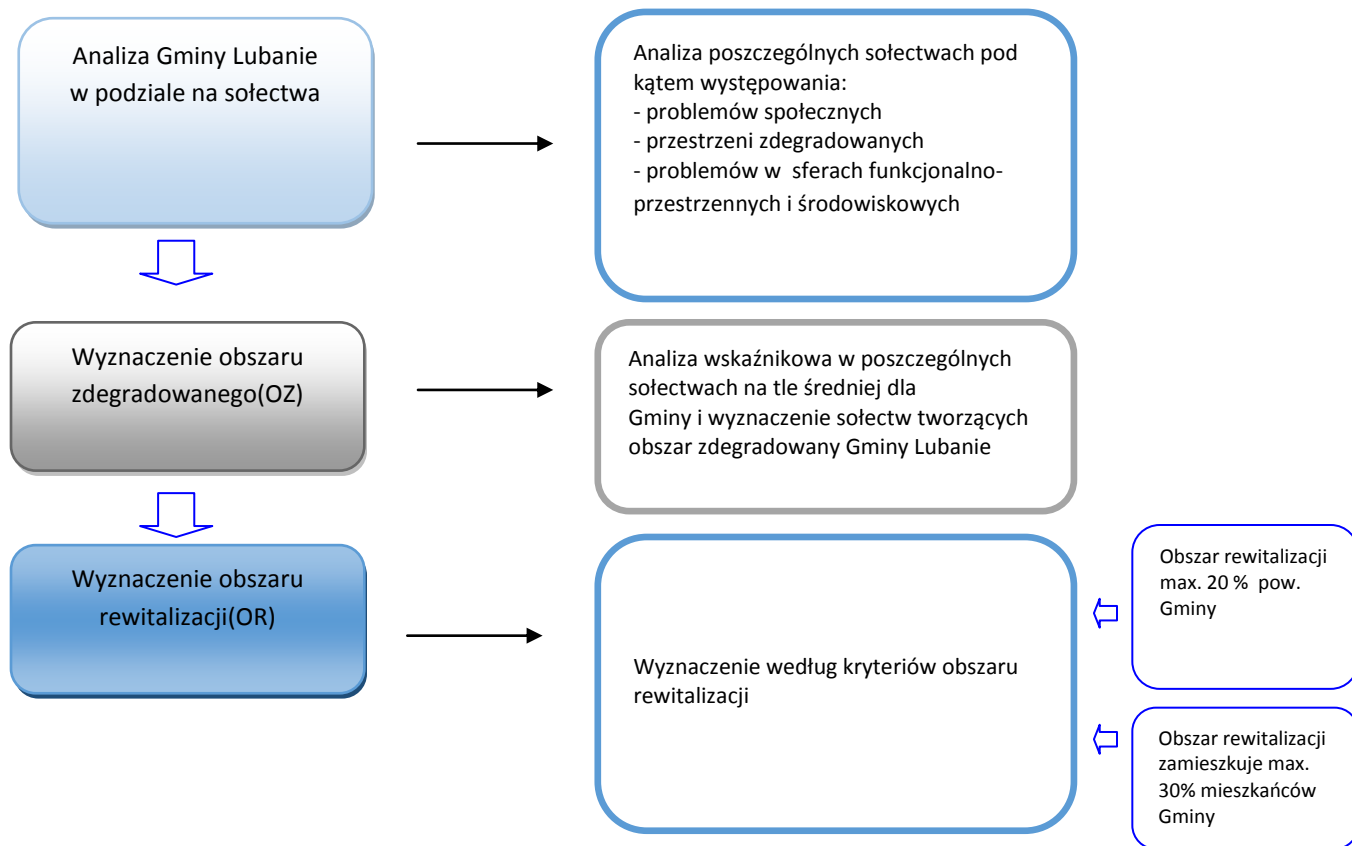 Analiza Gminy Lubanie
w podziale na sołectwa
Analiza poszczególnych sołectwach pod
kątem występowania:
- problemów społecznych
- przestrzeni zdegradowanych
- problemów w sferach funkcjonalno-
przestrzennych i środowiskowych
Wyznaczenie obszaru
zdegradowanego(OZ)
Analiza wskaźnikowa w poszczególnych
sołectwach na tle średniej dla
Gminy i wyznaczenie sołectw tworzących
obszar zdegradowany Gminy Lubanie
Wyznaczenie obszaru
rewitalizacji(OR)
Wyznaczenie według kryteriów obszaru
rewitalizacji
Obszar rewitalizacji
max. 20 % pow.
Gminy
Obszar rewitalizacji
zamieszkuje max.
30% mieszkańców
Gminy